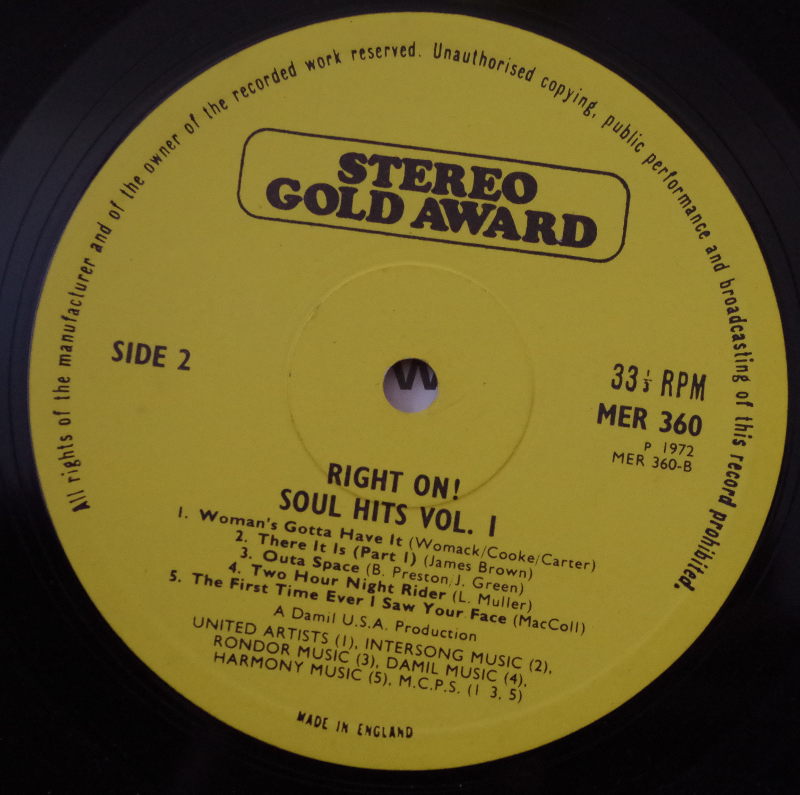 All rights of the manufacturer and of the owner of the recorded work reserved. Unauthorised copying, public performance and broadcasting of this record prohibited.
STEREO
GOLD AWARD
SIDE 2
33⅓ RPM
MER 360
P 1972
MER 360-B
W
RIGHT ON!
SOUL HITS VOL. 1
1. Woman's Gotta Have It (Womack/Cooke/Carter)
2. There It Is (Part 1) (James Brown)
3. Outa Space (B. Preston/J. Green)
4. Two Hour Night Rider (L. Muller)
5. The First Time Ever I Saw Your Face (MacColl)
A Damil U.S.A. Production
UNITED ARTISTS (1), INTERSONG MUSIC (2),
RONDOR MUSIC (3), DAMIL MUSIC (4),
HARMONY MUSIC (5), M.C.P.S. (1 3, 5)
MADE IN ENGLAND